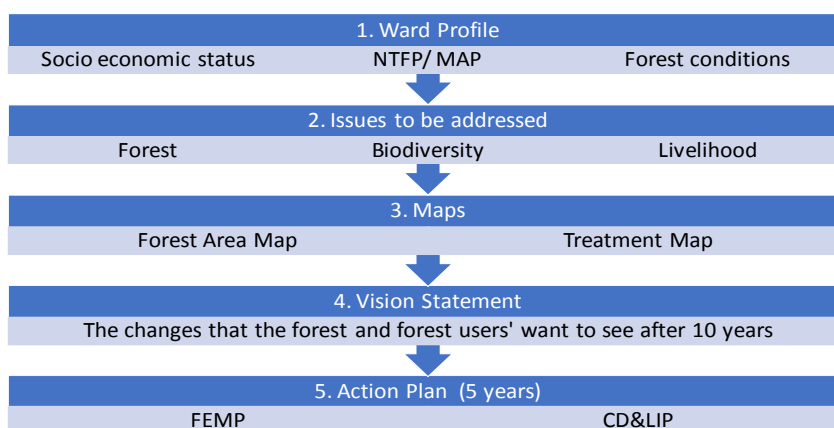 1. Ward Profile
Socio economic status NTFP/ MAP Forest conditions
2. Issues to be addressed
Forest Biodiversity Livelihood
3. Maps
Forest Area Map Treatment Map
4. Vision Statement
The changes that the forest and forest users' want to see after 10 years
5. Action Plan (5 years)
FEMP CD&LIP